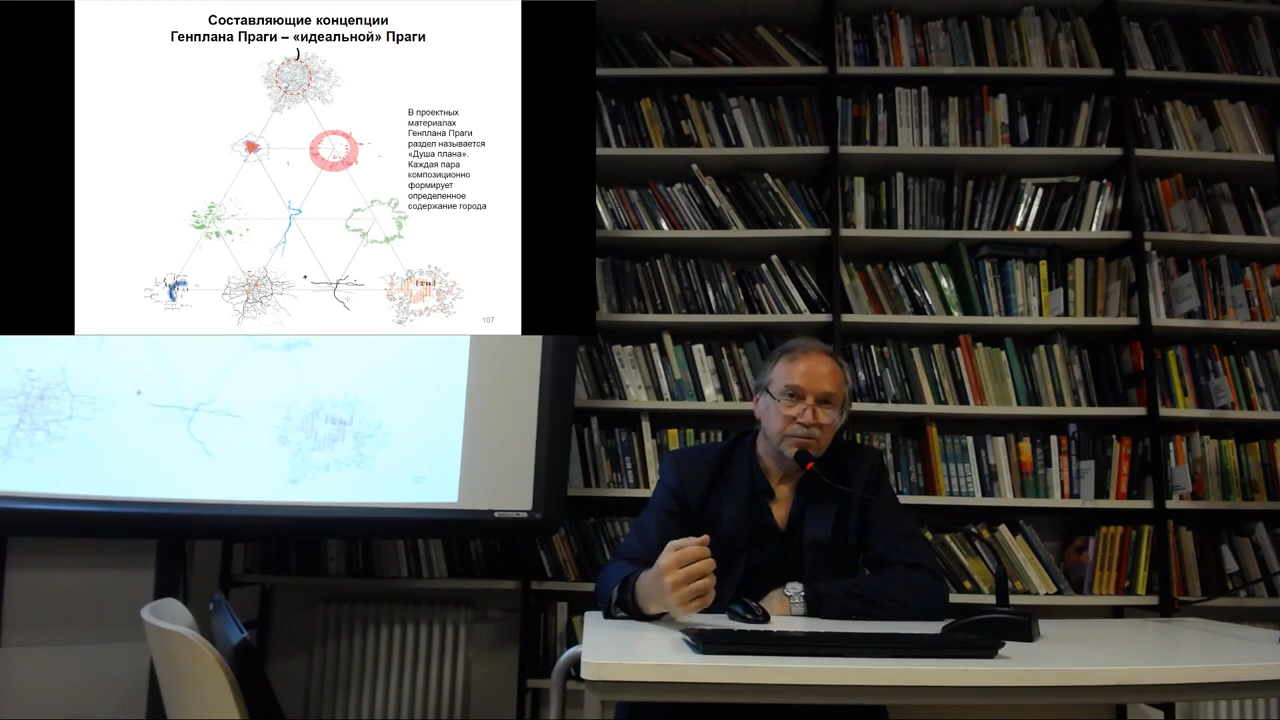 Составляющие концепции
Генплана Праги – «идеальной» Праги
В проектных
материалах
Генплана Праги
раздел называется
«Душа плана».
Каждая пара
композиционно
формирует
определенное
содержание города
107